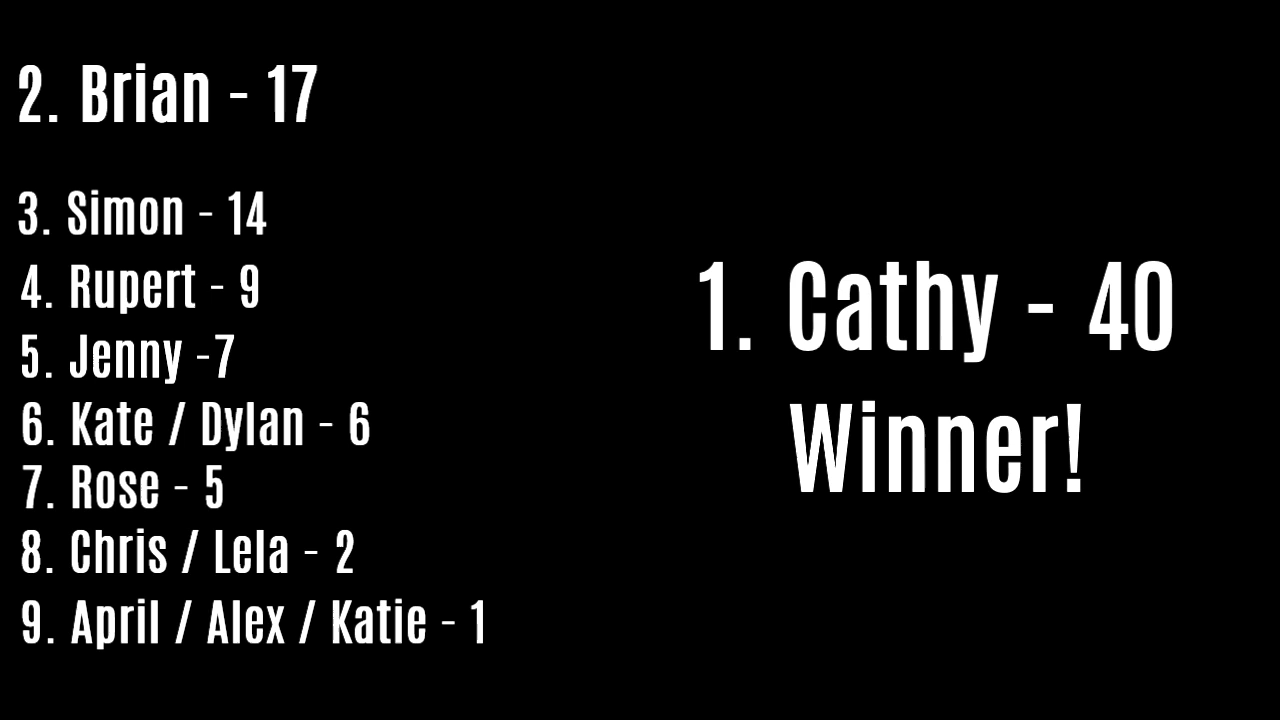 2. Brian - 17
3. Simon - 14
4. Rupert - 9
5. Jenny -7
6. Kate / Dylan - 6
7. Rose - 5
8. Chris / Lela - 2
9. April / Alex / Katie - 1
1. Cathy - 40
Winner!